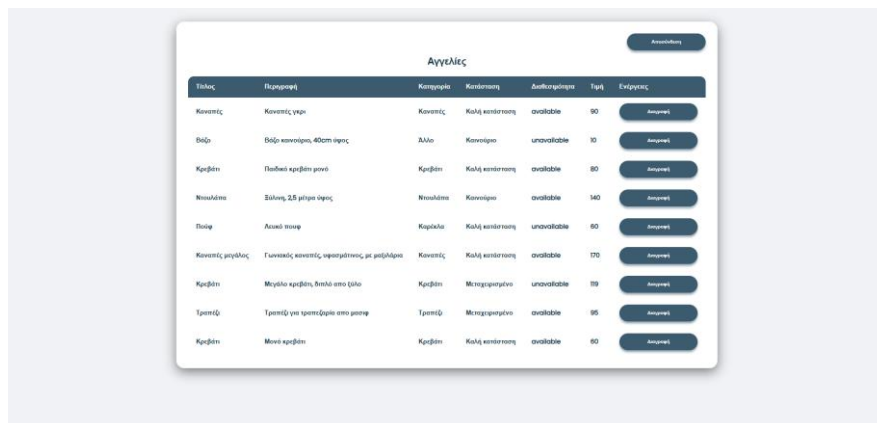 Αποσύνδεση
Αγγελίες
Τίτλος Περιγραφή Κατηγορία Κατάσταση Διαθεσιμότητα Τιμή Ενέργειες
Καναπές Καναπές γκρι Καναπές Καλή κατάσταση available 90 Διαγραφή
Βάζο Βάζο καινούριο, 40cm ύψος Άλλο Καινούριο unavailable 10 Διαγραφή
Κρεβάτι Παιδικό κρεβάτι μονό Κρεβάτι Καλή κατάσταση available 80 Διαγραφή
Ντουλάπα Ξύλινη, 2,5 μέτρα ύψος Ντουλάπα Καινούριο available 140 Διαγραφή
Πούφ Λευκό πουφ Καρέκλα Καλή κατάσταση unavailable 60 Διαγραφή
Καναπές μεγάλος Γωνιακός καναπές, υφασμάτινος, με μαξιλάρια Καναπές Καλή κατάσταση available 170 Διαγραφή
Κρεβάτι Μεγάλο κρεβάτι, διπλό απο ξύλο Κρεβάτι Μεταχειρισμένο unavailable 119 Διαγραφή
Τραπέζι Τραπέζι για τραπεζαρία απο μασιφ Τραπέζι Μεταχειρισμένο available 95 Διαγραφή
Κρεβάτι Μονό κρεβάτι Κρεβάτι Καλή κατάσταση available 60 Διαγραφή